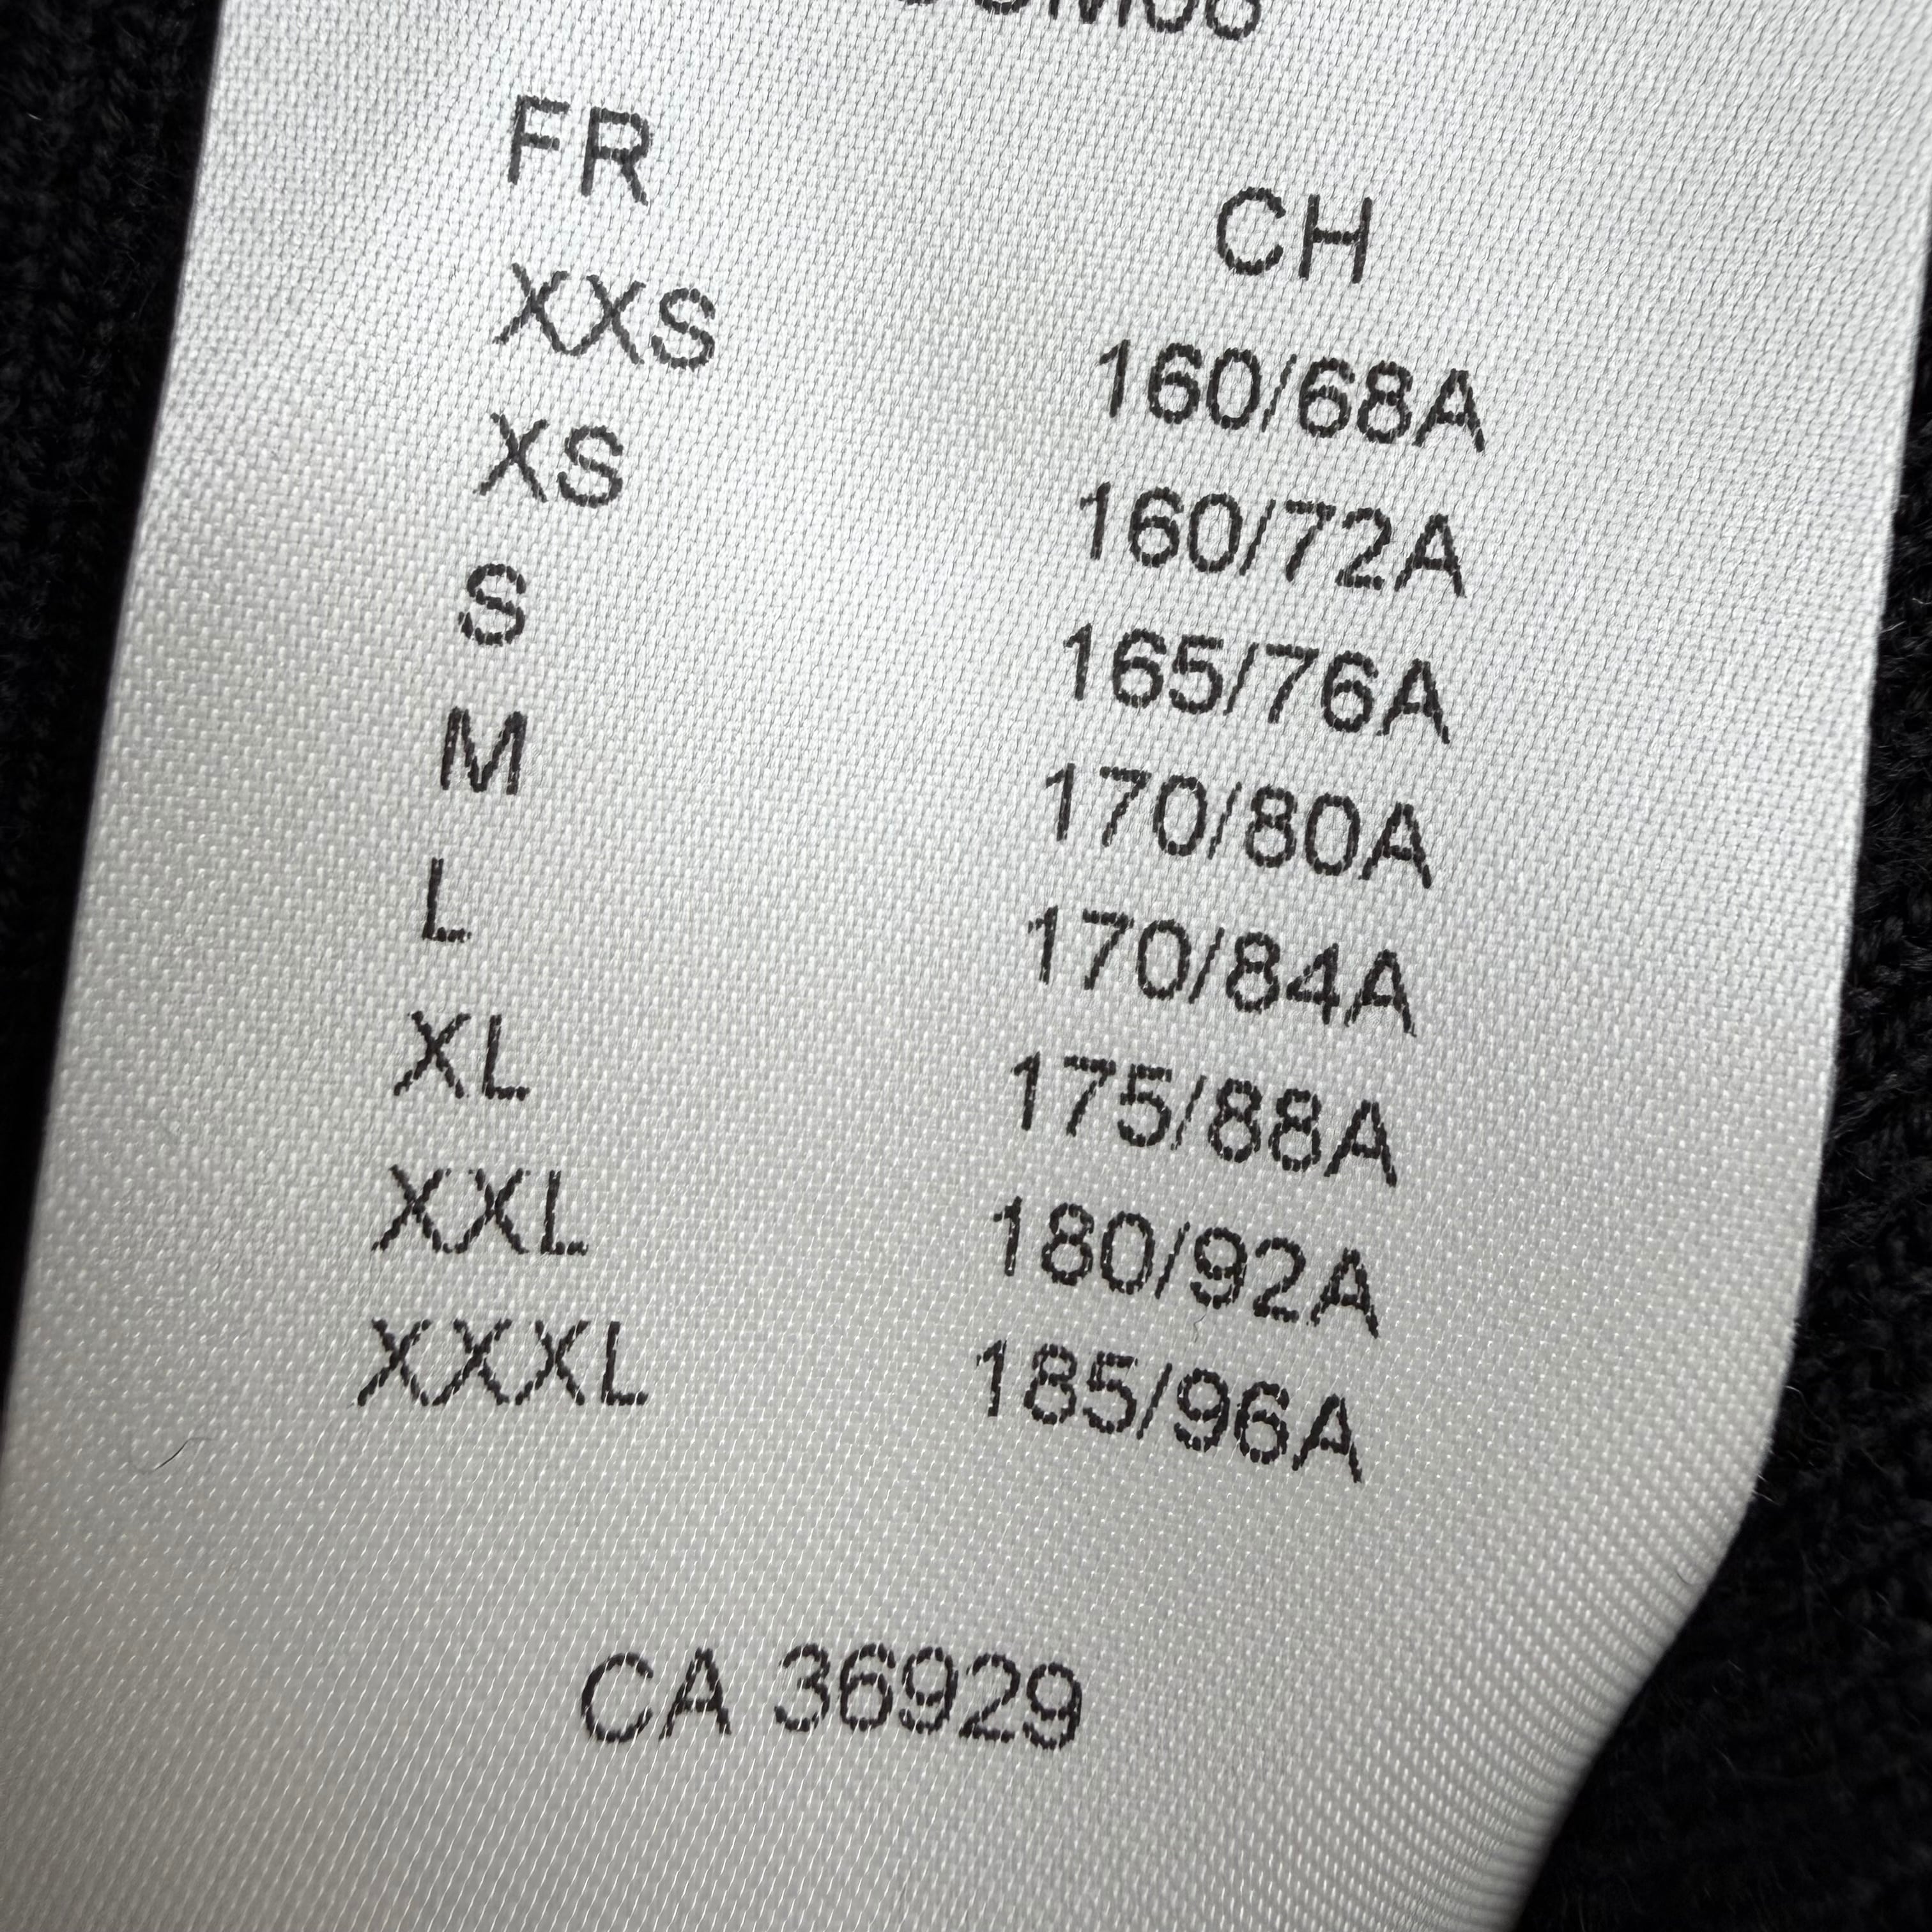 FR CH
XXS 160/68A
XS 160/72A
S 165/76A
M 170/80A
L 170/84A
XL 175/88A
XXL 180/92A
XXXL 185/96A
CA 36929